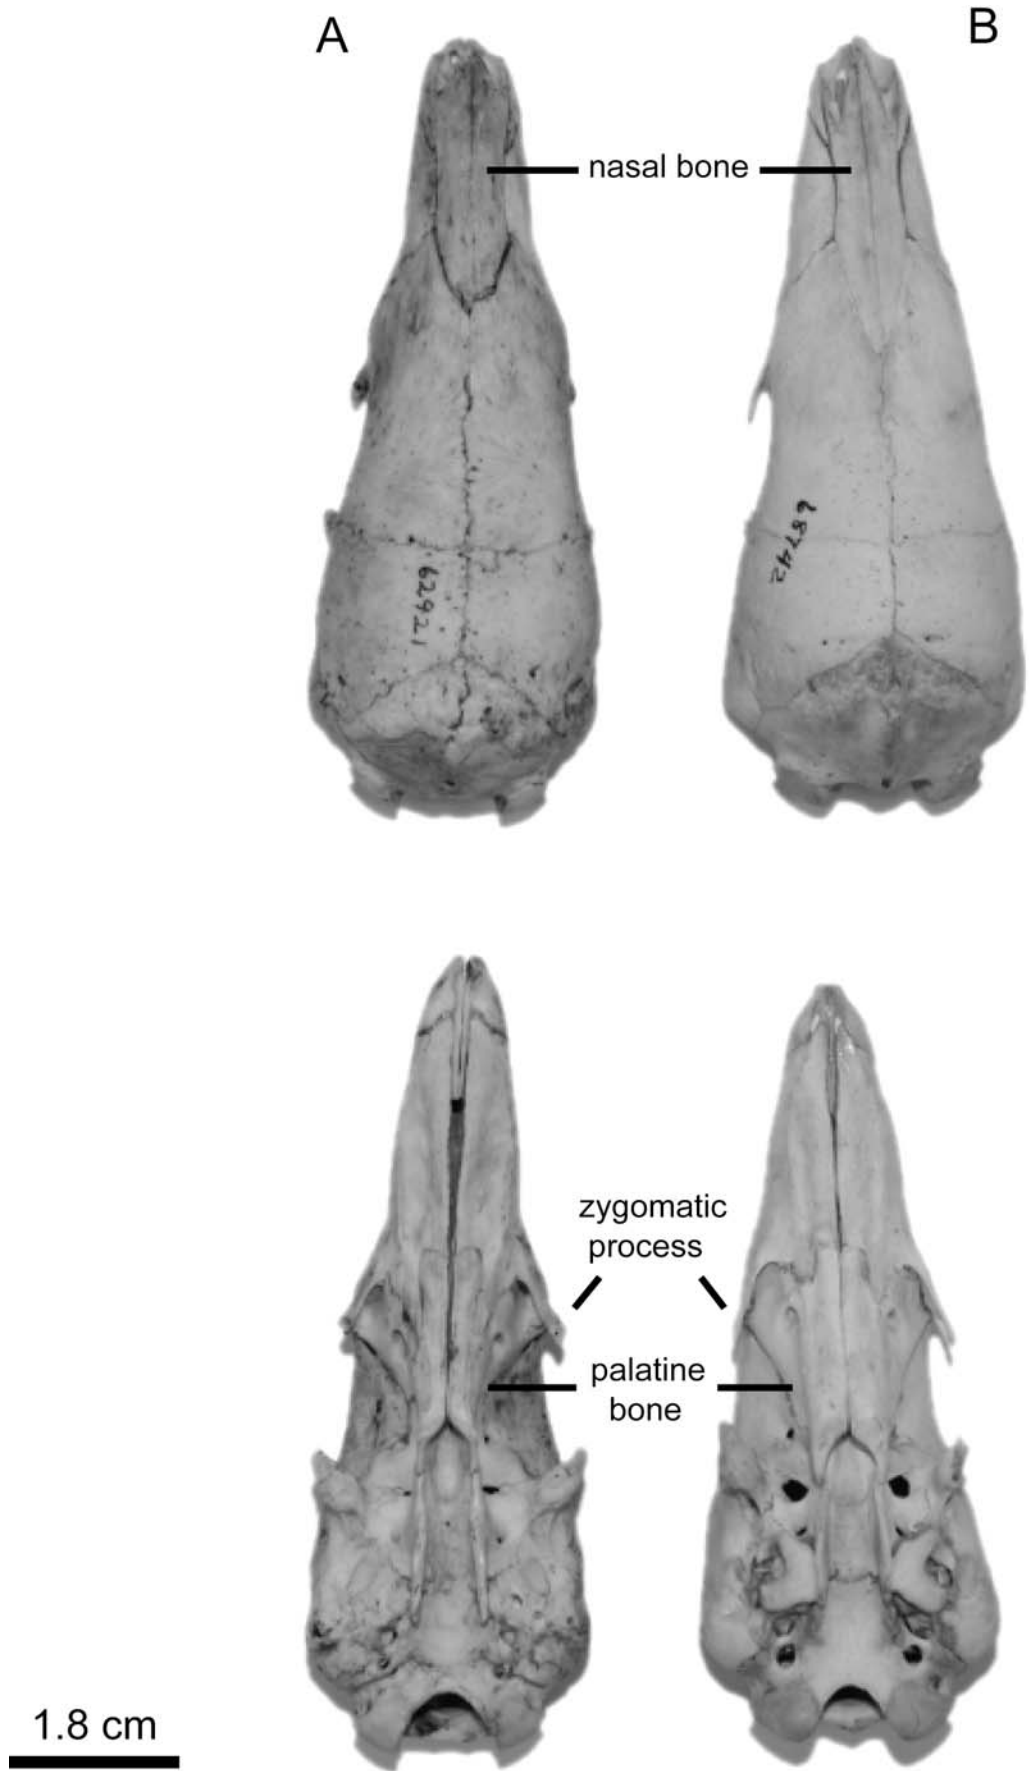 A
B
nasal bone
62921
68742
zygomatic
process
palatine
bone
1.8 cm